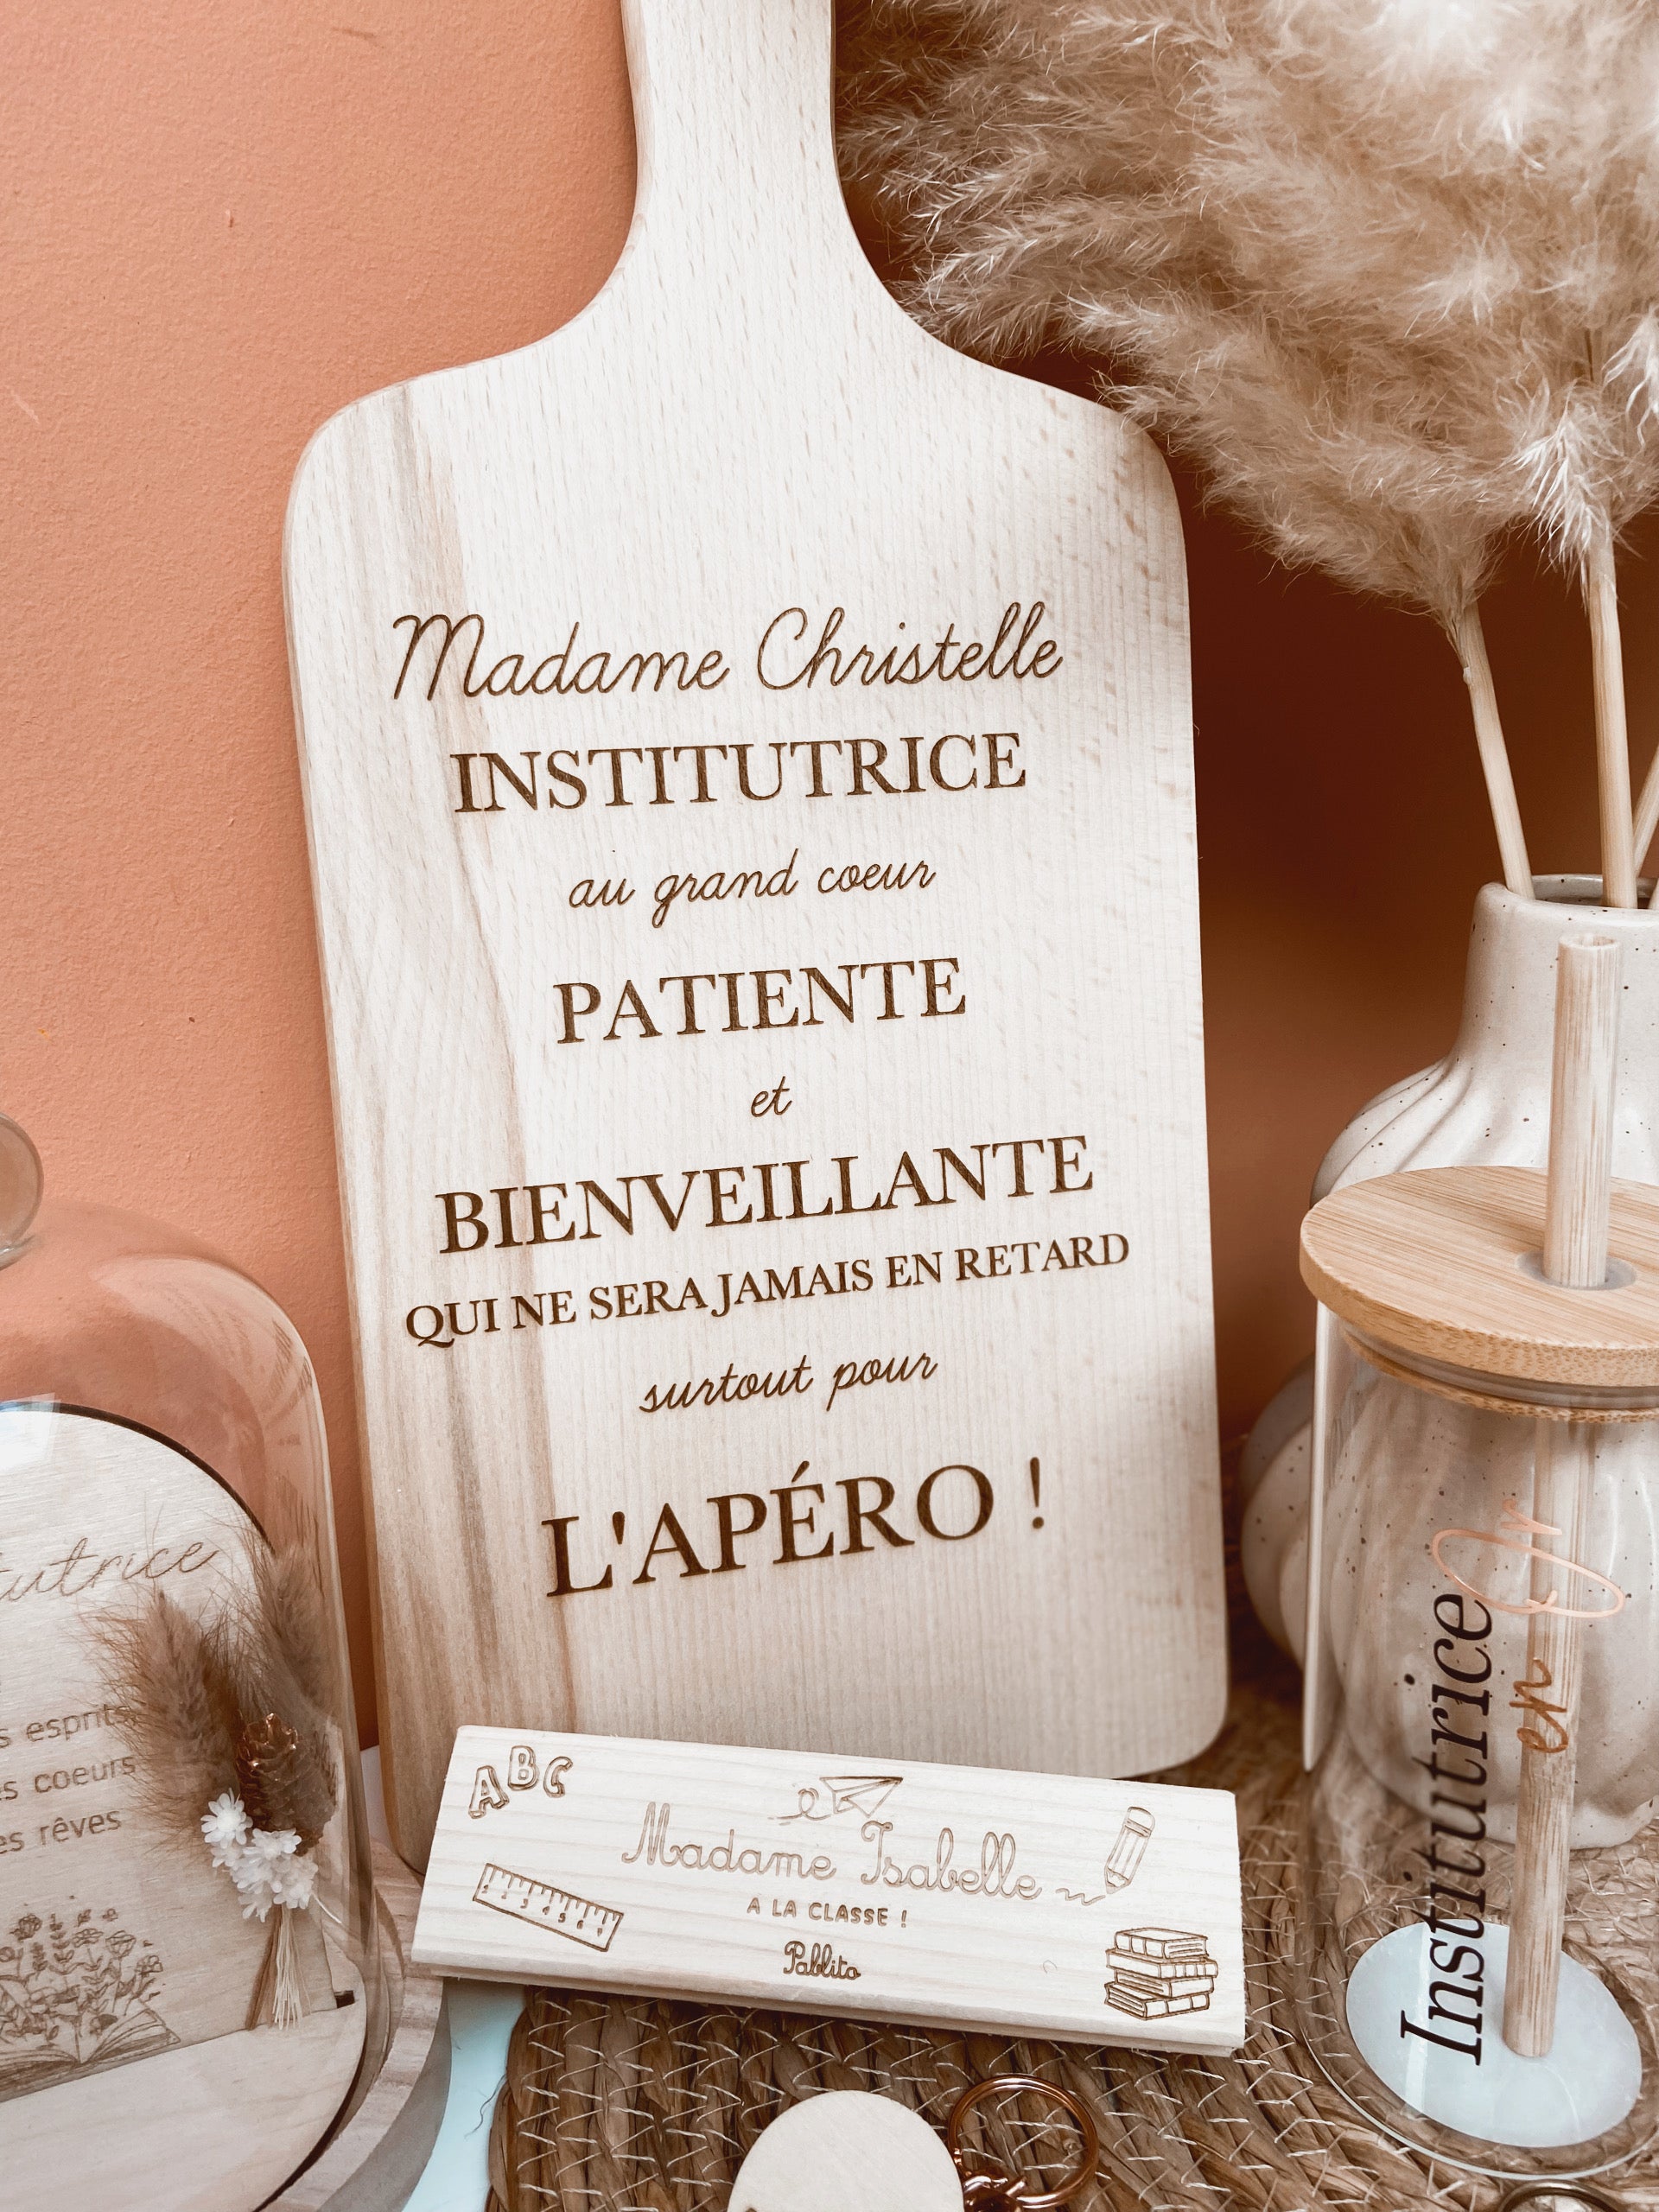 Madame Christelle
INSTITUTRICE
au grand coeur
PATIENTE
et
BIENVEILLANTE
QUI NE SERA JAMAIS EN RETARD
surtout pour
L'APÉRO !
ABC
Madame Isabelle
A LA CLASSE !
Pablito
Institutrice
en Or
esprits
coeurs
rêves